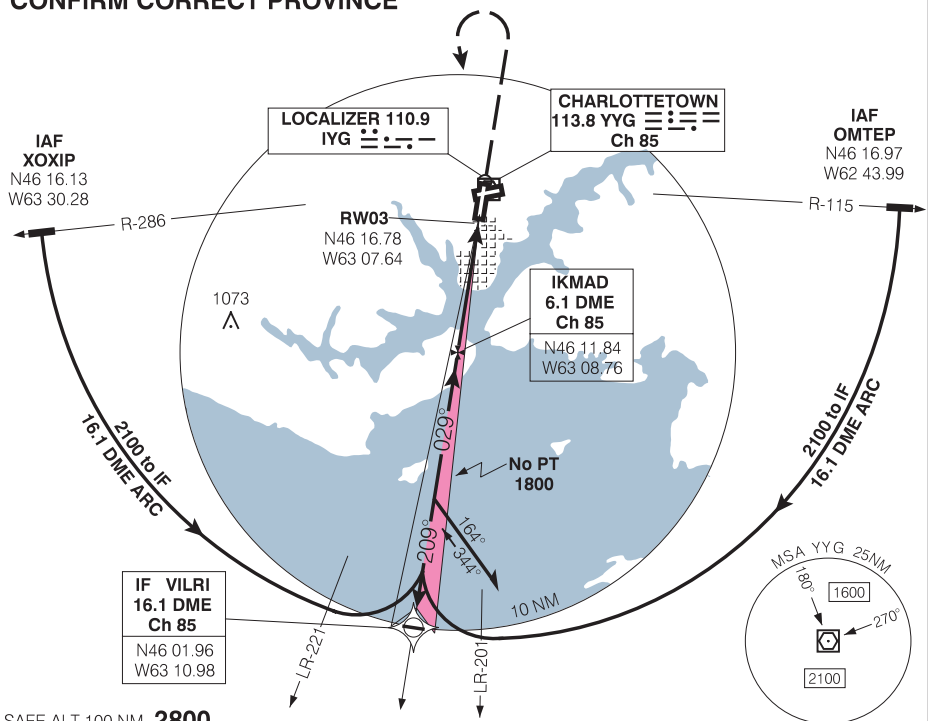 CONFIRM CORRECT PROVINCE
LOCALIZER 110.9
IYG
CHARLOTTETOWN
113.8 YYG
Ch 85
IAF
XOXIP
N46 16.13
W63 30.28
IAF
OMTEP
N46 16.97
W62 43.99
R-286
R-115
RW03
N46 16.78
W63 07.64
1073
IKMAD
6.1 DME
Ch 85
N46 11.84
W63 08.76
2100 to IF
16.1 DME ARC
2100 to IF
16.1 DME ARC
029°
No PT
1800
209°
164°
344°
10 NM
IF VILRI
16.1 DME
Ch 85
N46 01.96
W63 10.98
LR-221
LR-201
MSA YYG 25NM
180°
1600
270°
2100
SAFE ALT 100 NM 2800